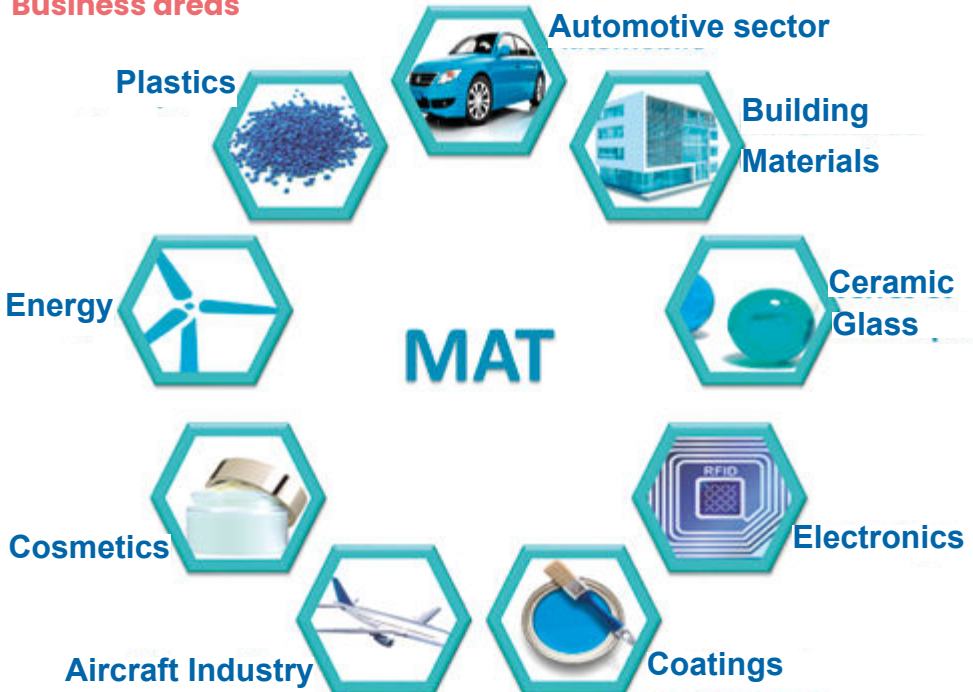 Business areas
Automotive sector
Plastics
Building
Materials
Energy
Ceramic
Glass
MAT
RFID
Cosmetics
Electronics
Aircraft Industry
Coatings